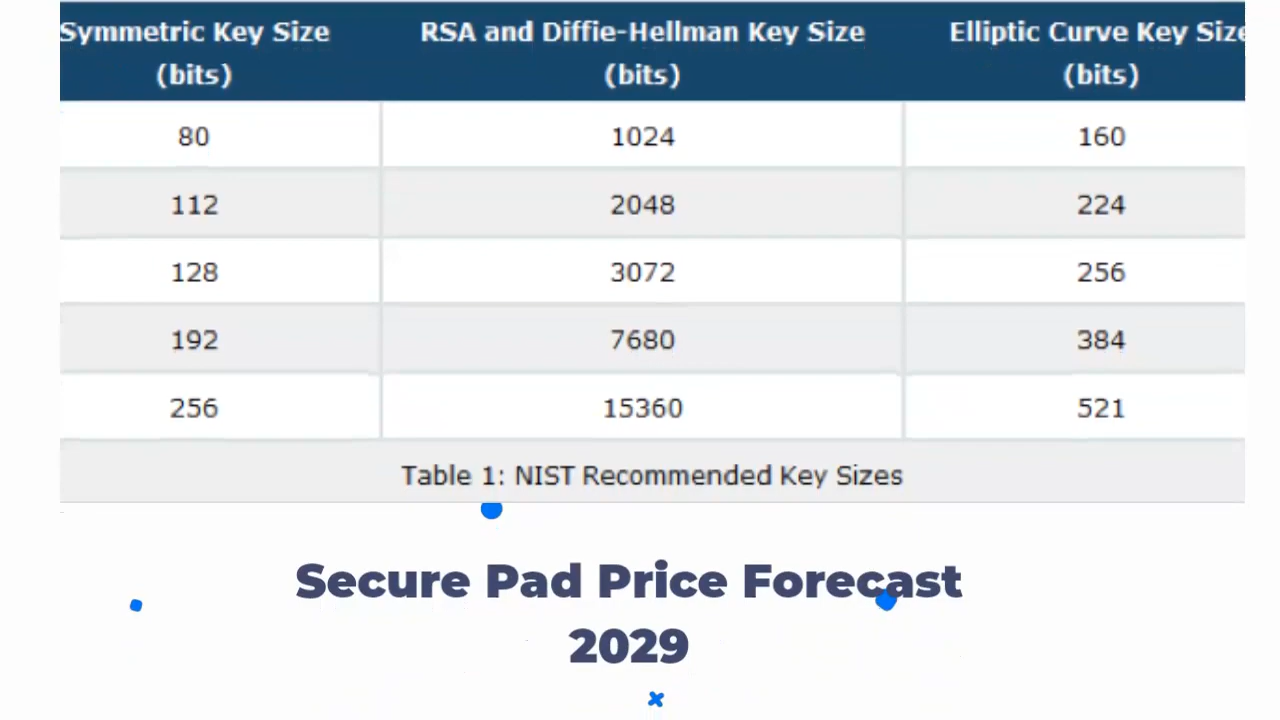 Symmetric Key Size RSA and Diffie-Hellman Key Size Elliptic Curve Key Size
(bits) (bits) (bits)
80 1024 160
112 2048 224
128 3072 256
192 7680 384
256 15360 521
Table 1: NIST Recommended Key Sizes
Secure Pad Price Forecast
2029